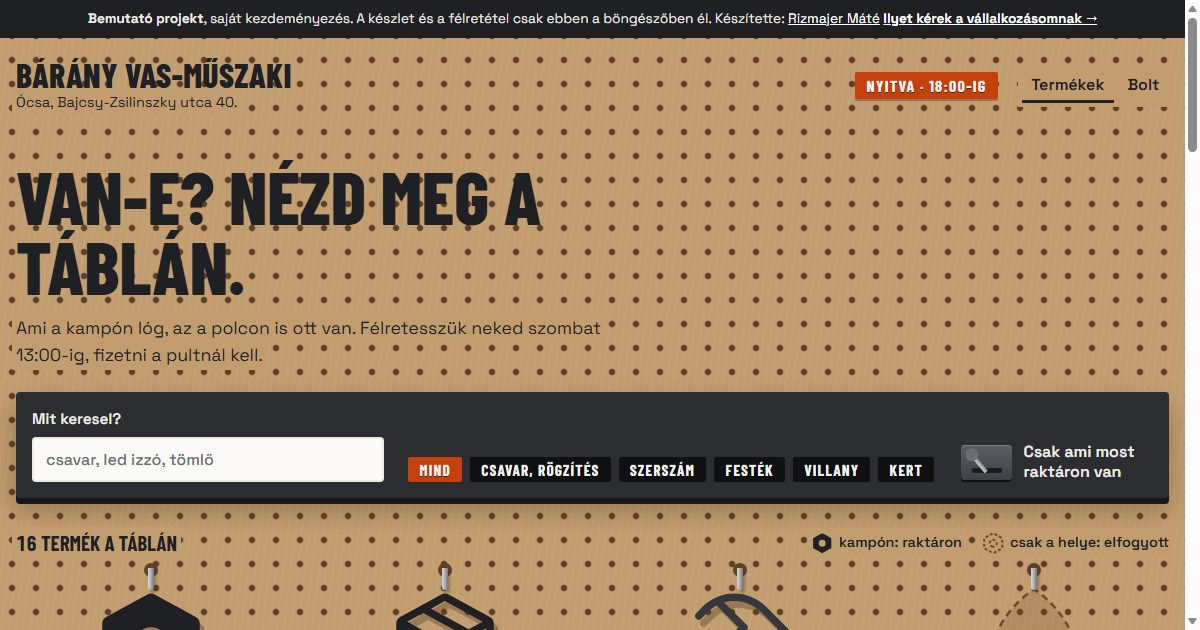 Bemutató projekt, saját kezdeményezés. A készlet és a félretétel csak ebben a böngészőben él. Készítette: Rizmajer Máté Ilyet kérek a vállalkozásomnak →
BÁRÁNY VAS-MŰSZAKI
Ócsa, Bajcsy-Zsilinszky utca 40.
NYITVA · 18:00-IG
Termékek
Bolt
VAN-E? NÉZD MEG A
TÁBLÁN.
Ami a kampón lóg, az a polcon is ott van. Félretesszük neked szombat
13:00-ig, fizetni a pultnál kell.
Mit keresel?
csavar, led izzó, tömlő
MIND
CSAVAR, RÖGZÍTÉS
SZERSZÁM
FESTÉK
VILLANY
KERT
Csak ami most
raktáron van
16 TERMÉK A TÁBLÁN
kampón: raktáron
csak a helye: elfogyott